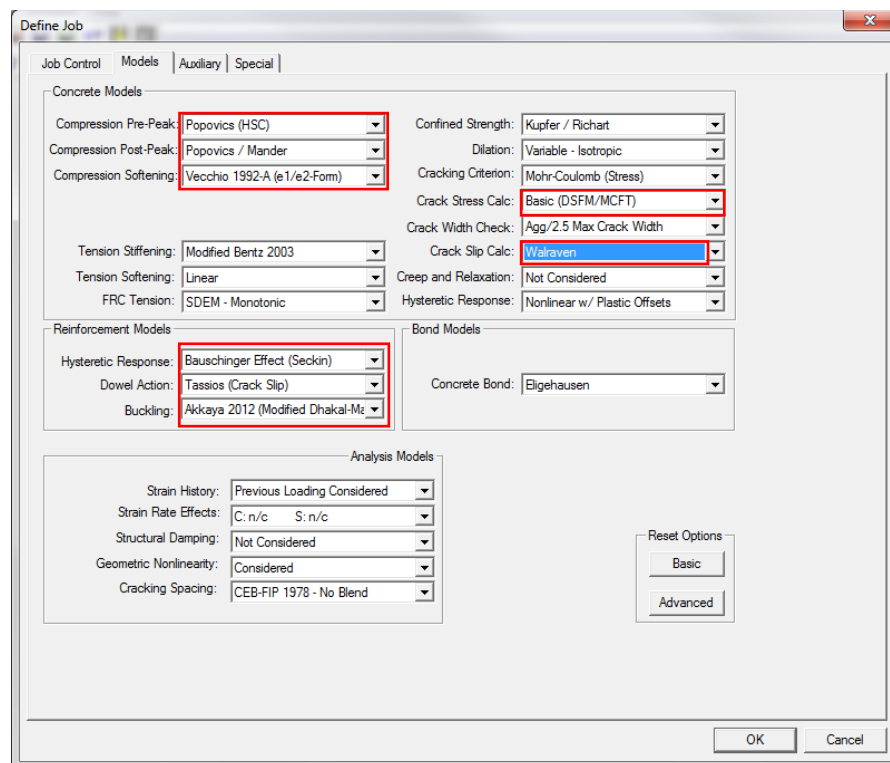 Define Job
Job Control Models Auxiliary Special
Concrete Models
Compression Pre-Peak: Popovics (HSC) Confined Strength: Kupfer / Richart
Compression Post-Peak: Popovics / Mander Dilation: Variable - Isotropic
Compression Softening: Vecchio 1992-A (e1/e2-Form) Cracking Criterion: Mohr-Coulomb (Stress)
Crack Stress Calc: Basic (DSFM/MCFT)
Crack Width Check: Agg/2.5 Max Crack Width
Tension Stiffening: Modified Bentz 2003 Crack Slip Calc: Walraven
Tension Softening: Linear Creep and Relaxation: Not Considered
FRC Tension: SDEM - Monotonic Hysteretic Response: Nonlinear w/ Plastic Offsets
Reinforcement Models Bond Models
Hysteretic Response: Bauschinger Effect (Seckin)
Dowel Action: Tassios (Crack Slip) Concrete Bond: Eligehausen
Buckling: Akkaya 2012 (Modified Dhakal-Ma
Analysis Models
Strain History: Previous Loading Considered
Strain Rate Effects: C: n/c S: n/c
Structural Damping: Not Considered Reset Options
Geometric Nonlinearity: Considered Basic
Cracking Spacing: CEB-FIP 1978 - No Blend Advanced
OK Cancel